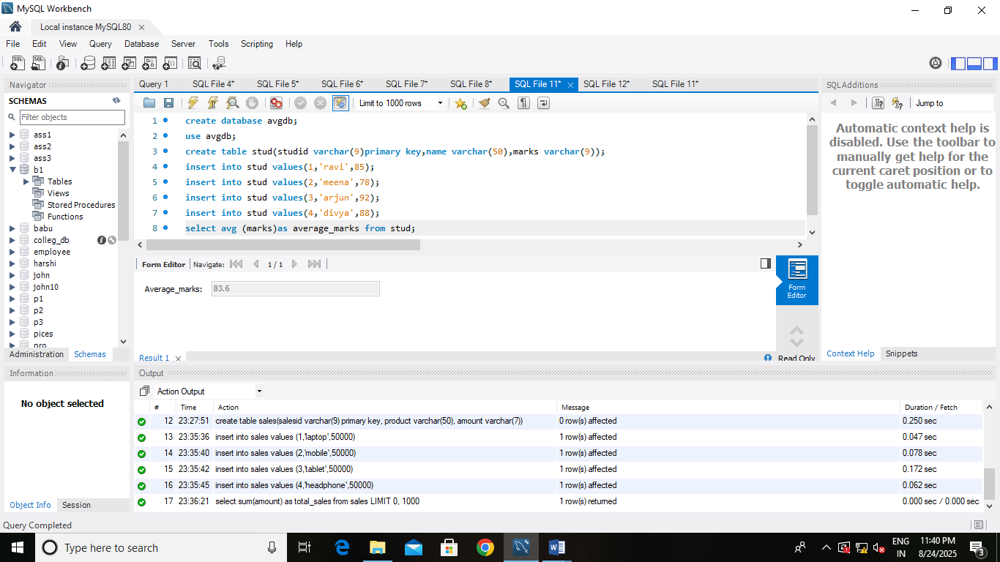 MySQL Workbench
Local instance MySQL80
File Edit View Query Database Server Tools Scripting Help
Navigator
SCHEMAS
Filter objects
ass1
ass2
ass3
b1
Tables
Views
Stored Procedures
Functions
babu
colleg_db
employee
harshi
john
john10
p1
p2
p3
pices
pro
Administration Schemas
Information
No object selected
Object Info Session
Query 1 SQL File 4* SQL File 5* SQL File 6* SQL File 7* SQL File 8* SQL File 11* SQL File 12* SQL File 11*
Limit to 1000 rows
1 create database avgdb;
2 use avgdb;
3 create table stud(studid varchar(9)primary key,name varchar(50),marks varchar(9));
4 insert into stud values(1,'ravi',85);
5 insert into stud values(2,'meena',78);
6 insert into stud values(3,'arjun',92);
7 insert into stud values(4,'divya',88);
8 select avg (marks)as average_marks from stud;
Form Editor Navigate: 1 / 1
Average_marks: 83.6
Form
Editor
Result 1 Read Only
SQLAdditions
Jump to
Automatic context help is
disabled. Use the toolbar to
manually get help for the
current caret position or to
toggle automatic help.
Context Help Snippets
Output
Action Output
# Time Action Message Duration / Fetch
12 23:27:51 create table sales(salesid varchar(9) primary key, product varchar(50), amount varchar(7)) 0 row(s) affected 0.250 sec
13 23:35:36 insert into sales values (1,'laptop',50000) 1 row(s) affected 0.047 sec
14 23:35:40 insert into sales values (2,'mobile',50000) 1 row(s) affected 0.078 sec
15 23:35:42 insert into sales values (3,'tablet',50000) 1 row(s) affected 0.172 sec
16 23:35:45 insert into sales values (4,'headphone',50000) 1 row(s) affected 0.062 sec
17 23:36:21 select sum(amount) as total_sales from sales LIMIT 0, 1000 1 row(s) returned 0.000 sec / 0.000 sec
Query Completed
Type here to search
ENG
IN
11:40 PM
8/24/2025
3